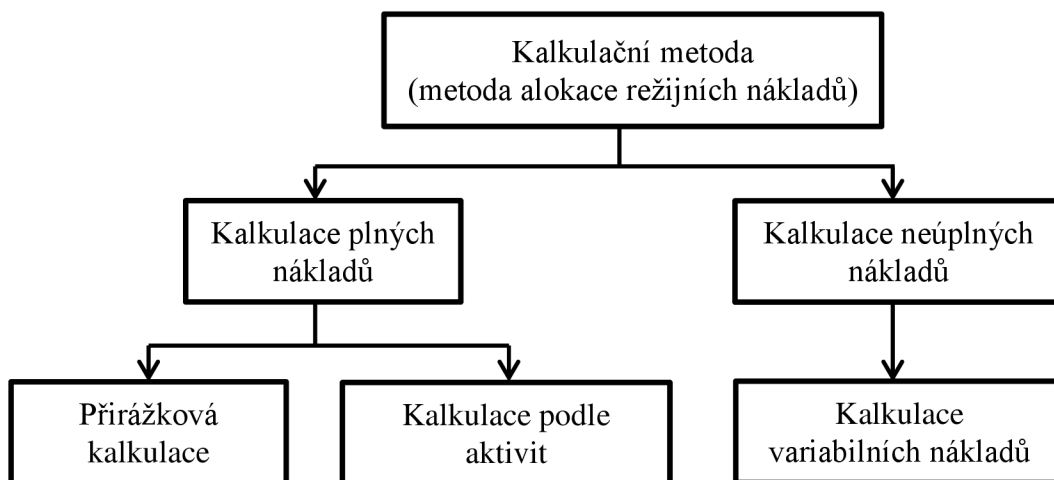 Kalkulační metoda
(metoda alokace režijních nákladů)
Kalkulace plných
nákladů
Kalkulace neúplných
nákladů
Přirážková
kalkulace
Kalkulace podle
aktivit
Kalkulace
variabilních nákladů